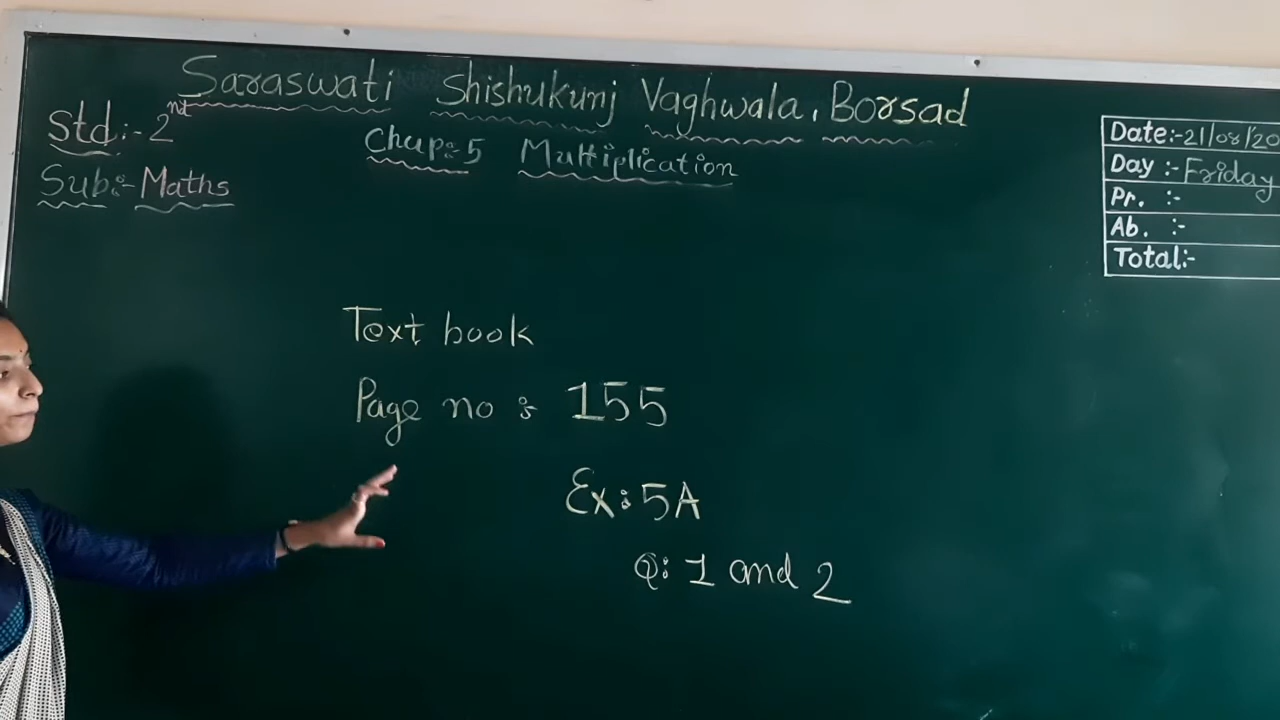 Saraswati Shishukunj Vaghwala, Borsad
Std:- 2nd
Chap:5 Multiplication
Sub:- Maths
Date:-21/08/20
Day :-Friday
Pr. :-
Ab. :-
Total:-
Text book
Page no : 155
Ex: 5A
Q: 1 and 2